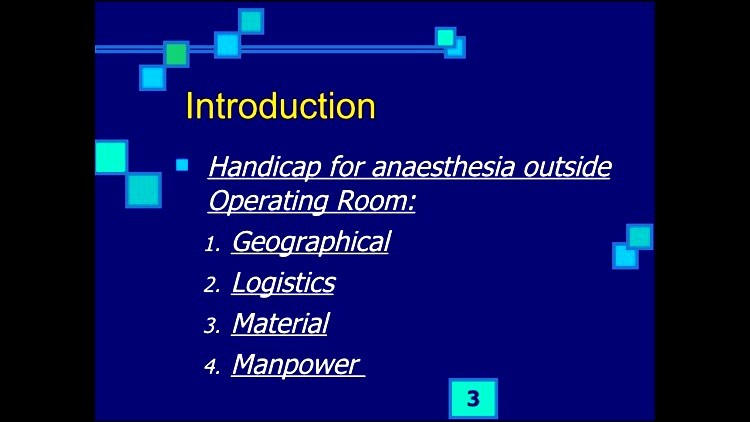 Introduction
Handicap for anaesthesia outside
Operating Room:
1. Geographical
2. Logistics
3. Material
4. Manpower
3